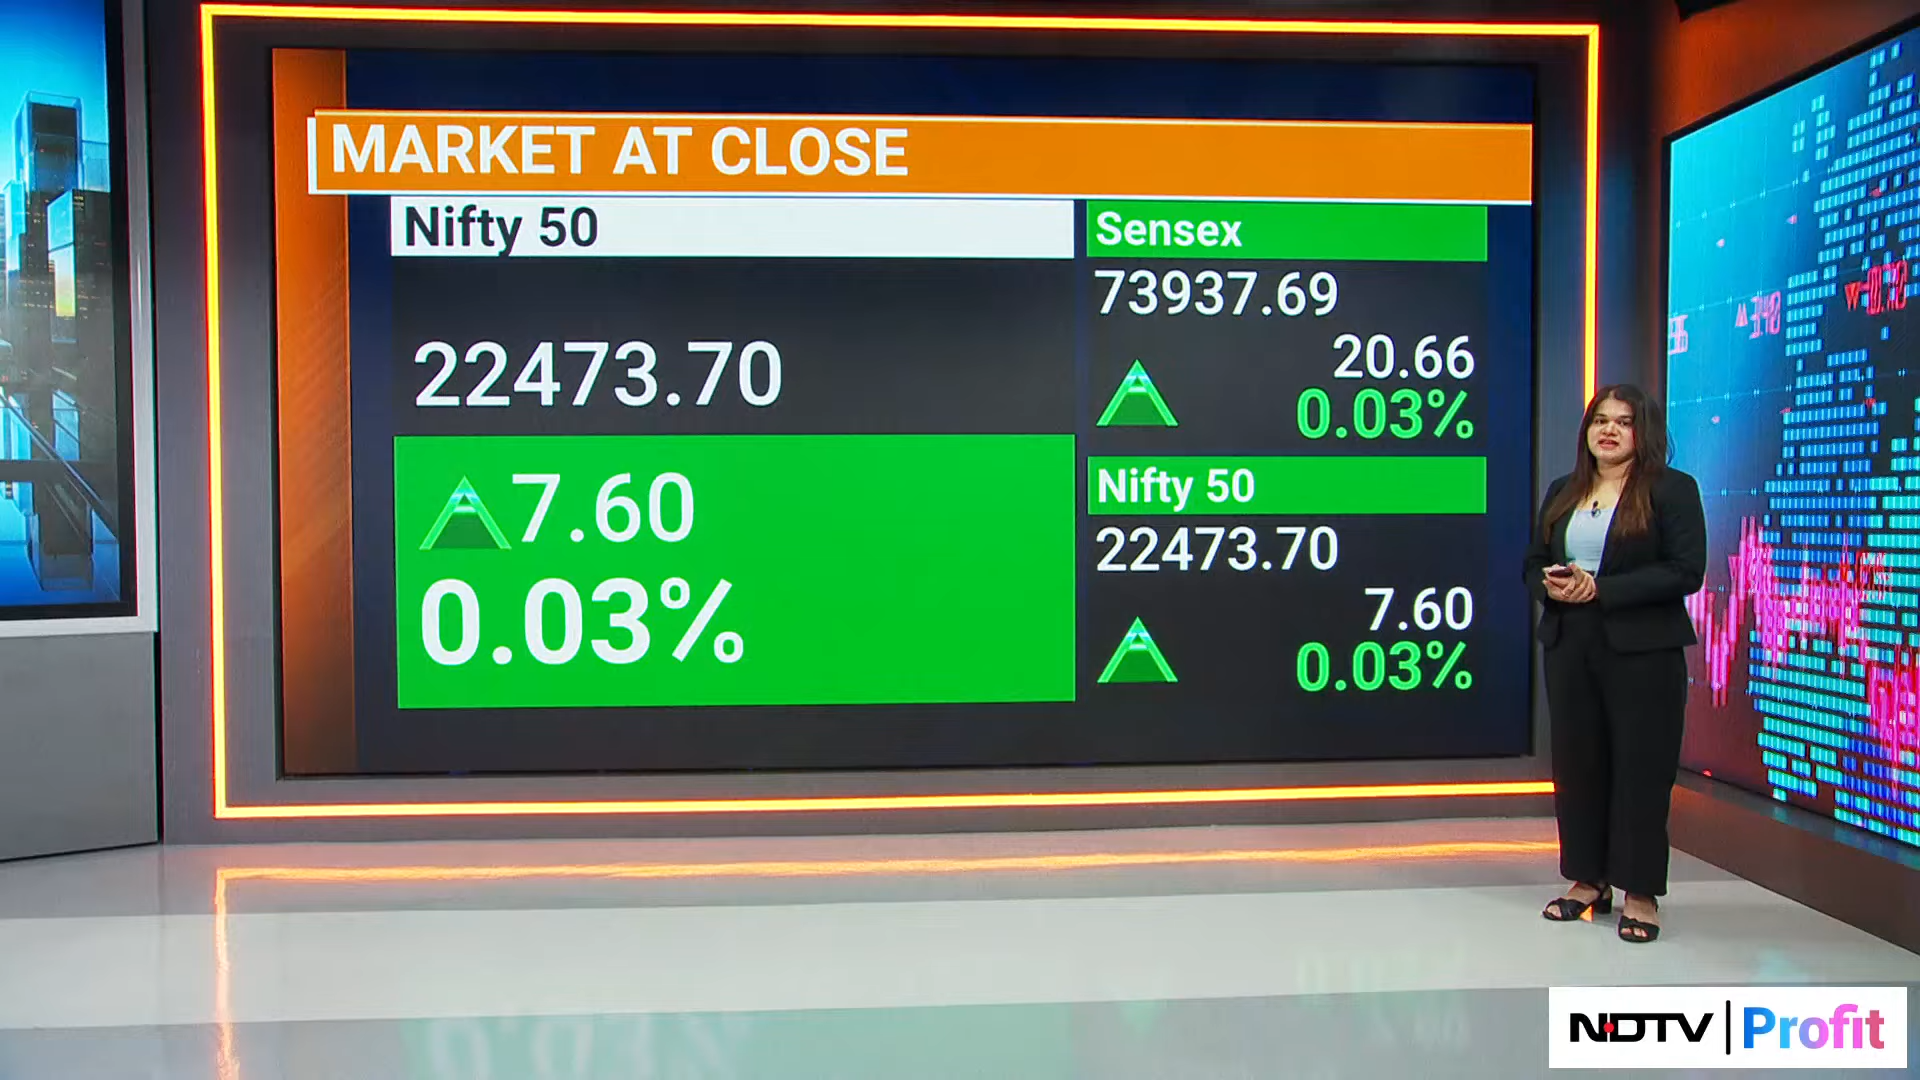 MARKET AT CLOSE
Nifty 50
22473.70
7.60
0.03%
Sensex
73937.69
20.66
0.03%
Nifty 50
22473.70
7.60
0.03%
NDTV Profit